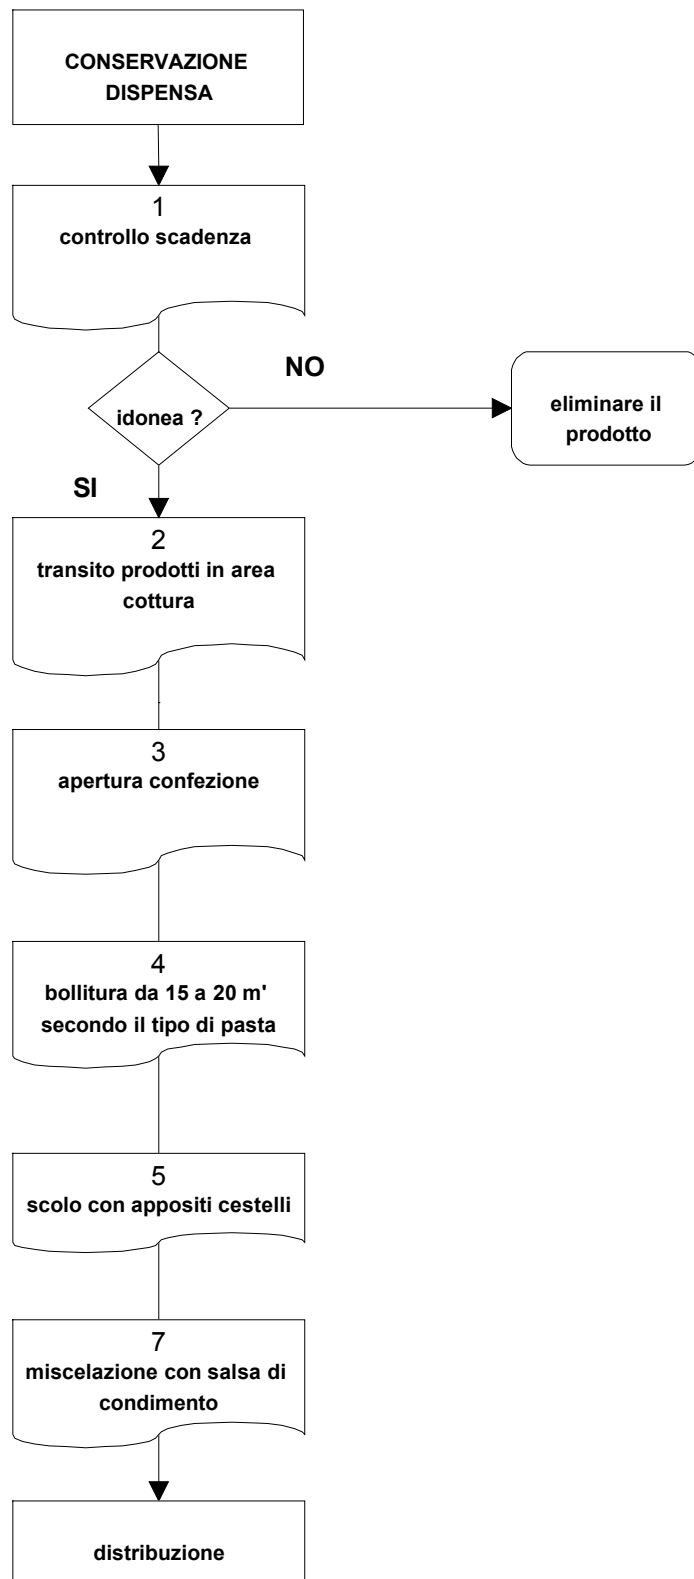 CONSERVAZIONE
DISPENSA
1
controllo scadenza
NO
idonea ?
eliminare il
prodotto
SI
2
transito prodotti in area
cottura
3
apertura confezione
4
bollitura da 15 a 20 m'
secondo il tipo di pasta
5
scolo con appositi cestelli
7
miscelazione con salsa di
condimento
distribuzione